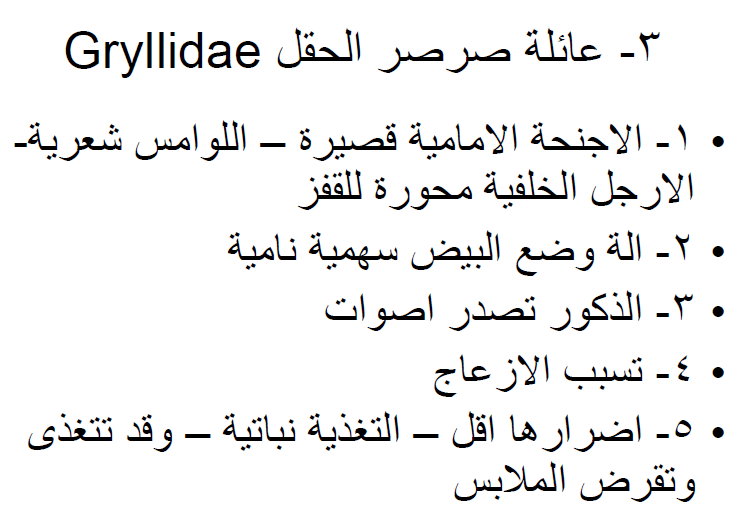 ٣- عائلة صرصر الحقل Gryllidae
• ١- الاجنحة الامامية قصيرة – اللوامس شعرية-
الارجل الخلفية محورة للقفز
• ٢- الة وضع البيض سهمية نامية
• ٣- الذكور تصدر اصوات
• ٤- تسبب الازعاج
• ٥- اضرارها اقل – التغذية نباتية – وقد تتغذى
وتقرض الملابس